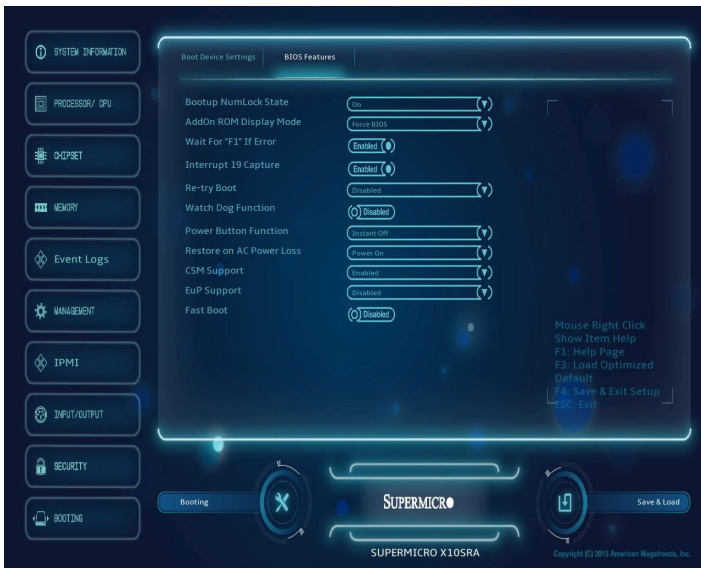 SYSTEM INFORMATION
PROCESSOR/ CPU
CHIPSET
MEMORY
Event Logs
MANAGEMENT
IPMI
INPUT/OUTPUT
SECURITY
BOOTING
Boot Device Settings
BIOS Features
Bootup NumLock State
On
AddOn ROM Display Mode
Force BIOS
Wait For "F1" If Error
Enabled
Interrupt 19 Capture
Enabled
Re-try Boot
Disabled
Watch Dog Function
Disabled
Power Button Function
Instant Off
Restore on AC Power Loss
Power On
CSM Support
Enabled
EuP Support
Disabled
Fast Boot
Disabled
Mouse Right Click
Show Item Help
F1: Help Page
F3: Load Optimized
Default
F4: Save & Exit Setup
ESC: Exit
Booting
SUPERMICRO
Save & Load
SUPERMICRO X10SRA
Copyright (C) 2015 American Megatrends, Inc.